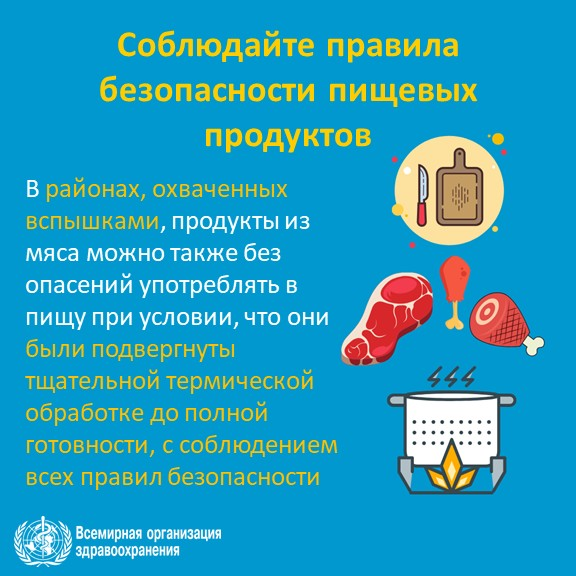 Соблюдайте правила
безопасности пищевых
продуктов
В районах, охваченных
вспышками, продукты из
мяса можно также без
опасений употреблять в
пищу при условии, что они
были подвергнуты
тщательной термической
обработке до полной
готовности, с соблюдением
всех правил безопасности
Всемирная организация
здравоохранения